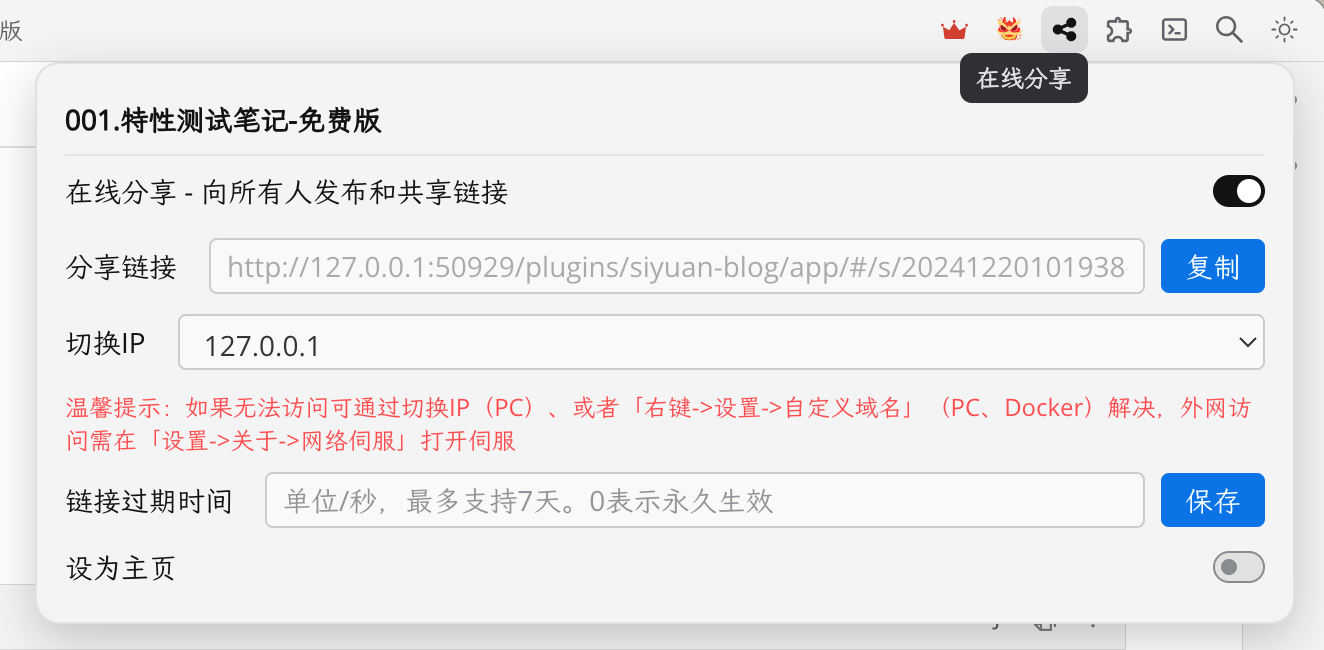 版
在线分享
001.特性测试笔记-免费版
在线分享 - 向所有人发布和共享链接
分享链接
http://127.0.0.1:50929/plugins/siyuan-blog/app/#/s/20241220101938
复制
切换IP
127.0.0.1
温馨提示：如果无法访问可通过切换IP（PC）、或者「右键->设置->自定义域名」（PC、Docker）解决，外网访
问需在「设置->关于->网络伺服」打开伺服
链接过期时间
单位/秒，最多支持7天。0表示永久生效
保存
设为主页